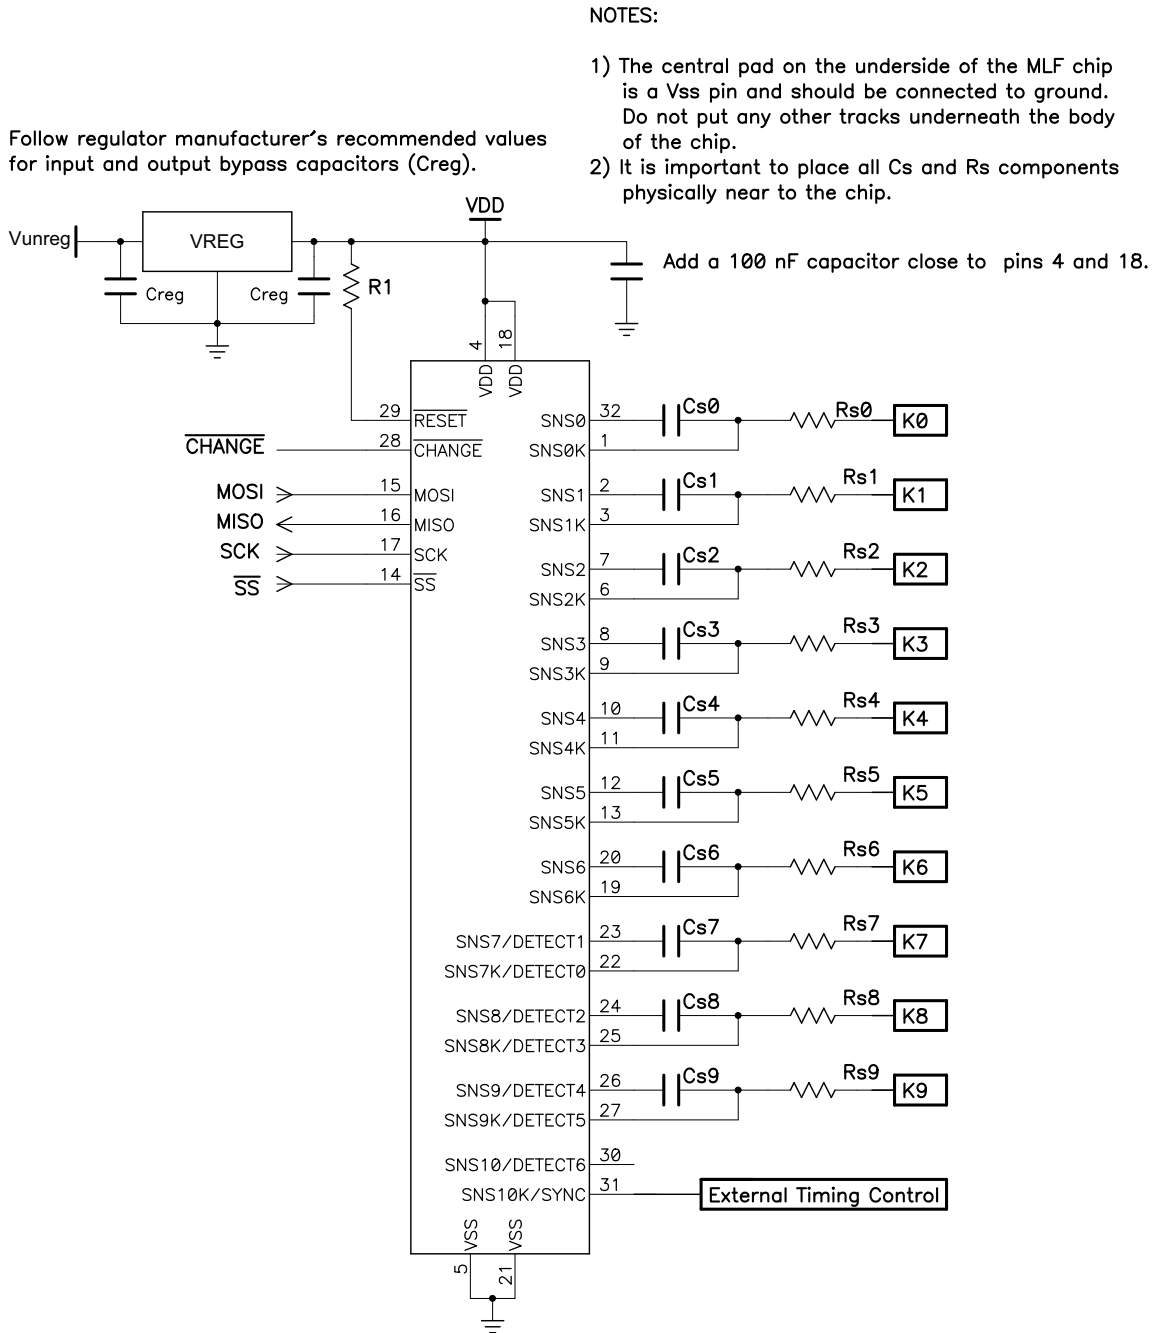 NOTES:
1) The central pad on the underside of the MLF chip
is a Vss pin and should be connected to ground.
Do not put any other tracks underneath the body
of the chip.
2) It is important to place all Cs and Rs components
physically near to the chip.
Follow regulator manufacturer's recommended values
for input and output bypass capacitors (Creg).
VDD
Vunreg
VREG
Creg
Creg
R1
Add a 100 nF capacitor close to pins 4 and 18.
4
18
VDD
VDD
29
RESET
CHANGE
28
CHANGE
MOSI
15
MOSI
MISO
16
MISO
SCK
17
SCK
SS
14
SS
SNS0
32
Cs0
Rs0
K0
SNS0K
1
SNS1
2
Cs1
Rs1
K1
SNS1K
3
SNS2
7
Cs2
Rs2
K2
SNS2K
6
SNS3
8
Cs3
Rs3
K3
SNS3K
9
SNS4
10
Cs4
Rs4
K4
SNS4K
11
SNS5
12
Cs5
Rs5
K5
SNS5K
13
SNS6
20
Cs6
Rs6
K6
SNS6K
19
SNS7/DETECT1
23
Cs7
Rs7
K7
SNS7K/DETECT0
22
SNS8/DETECT2
24
Cs8
Rs8
K8
SNS8K/DETECT3
25
SNS9/DETECT4
26
Cs9
Rs9
K9
SNS9K/DETECT5
27
SNS10/DETECT6
30
SNS10K/SYNC
31
External Timing Control
VSS
VSS
5
21